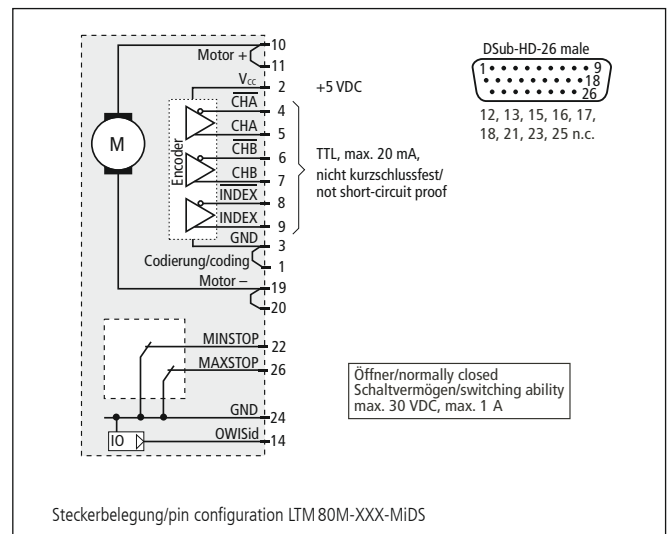 10
Motor +
11
Vcc 2 +5 VDC
CHA 4
CHA 5
CHB 6
CHB 7
INDEX 8
INDEX 9
GND 3
Codierung/coding 1
Motor – 19
20
M
Encoder
TTL, max. 20 mA,
nicht kurzschlussfest/
not short-circuit proof
DSub-HD-26 male
1 9
18
26
12, 13, 15, 16, 17,
18, 21, 23, 25 n.c.
MINSTOP 22
MAXSTOP 26
GND 24
IO OWISid 14
Öffner/normally closed
Schaltvermögen/switching ability
max. 30 VDC, max. 1 A
Steckerbelegung/pin configuration LTM 80M-XXX-MiDS